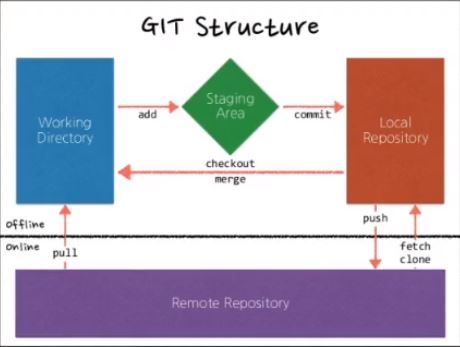 GIT Structure
Working
Directory
add
Staging
Area
commit
Local
Repository
checkout
merge
Offline
Online
pull
push
fetch
clone
Remote Repository